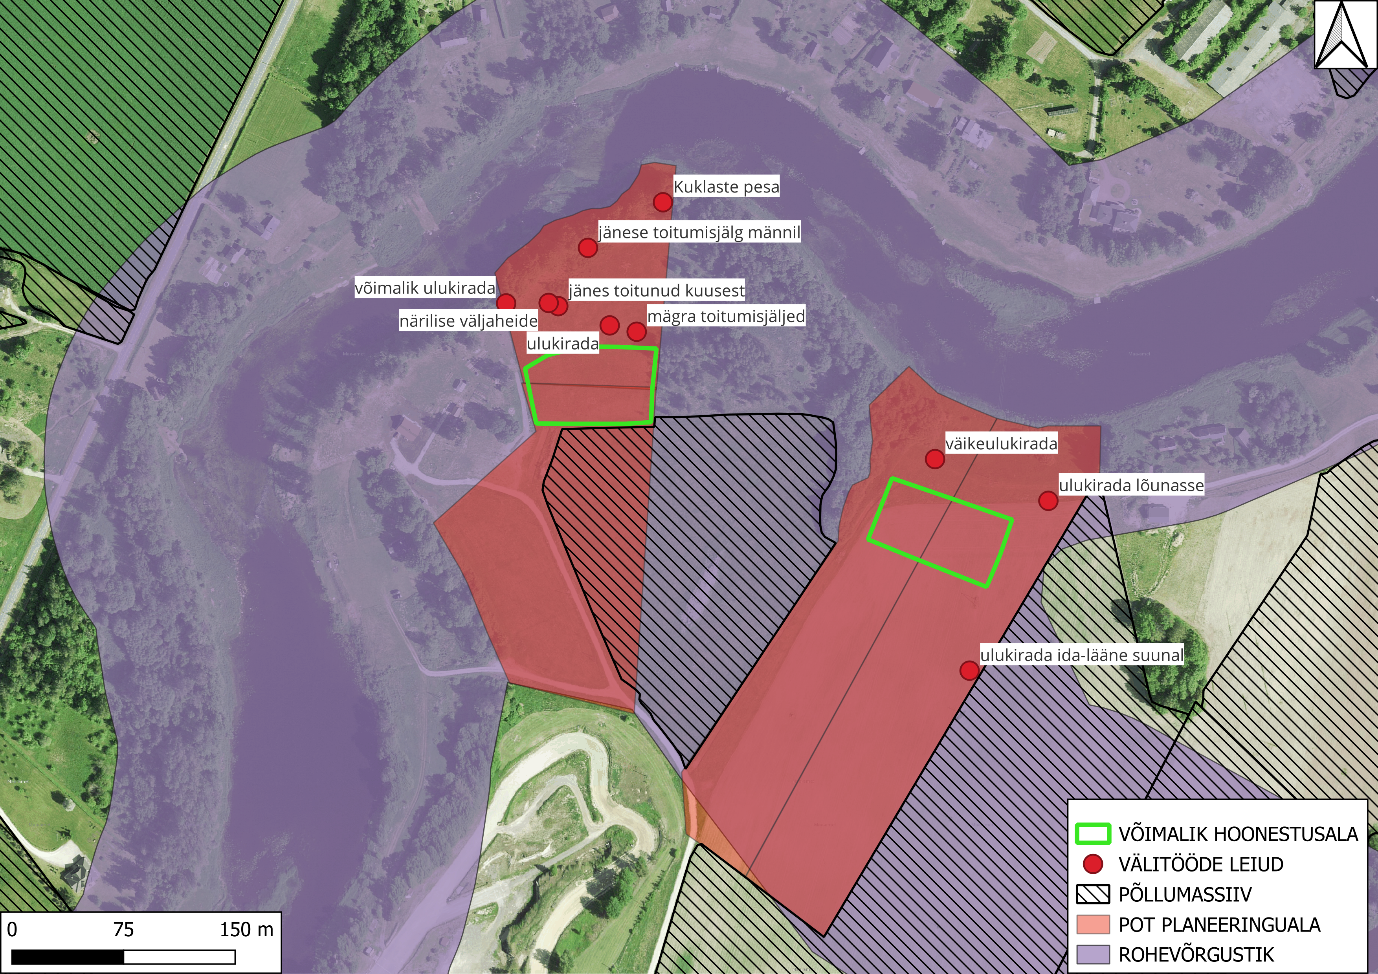 Kuklaste pesa
jänese toitumisjälg männil
võimalik ulukirada
jänes toitunud kuusest
närilise väljaheide
mägra toitumisjäljed
ulukirada
väikeulukirada
ulukirada lõunasse
ulukirada ida-lääne suunal
VÕIMALIK HOONESTUSALA
VÄLITÖÖDE LEIUD
PÕLLUMASSIIV
POT PLANEERINGUALA
ROHEVÕRGUSTIK
0 75 150 m